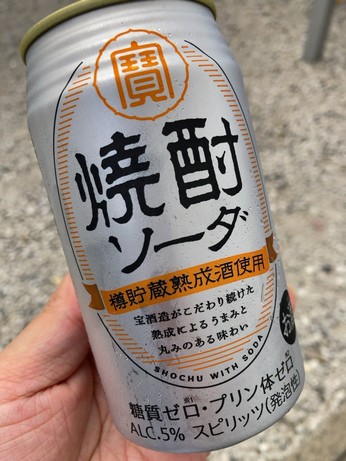 寶
焼酎
ソーダ
樽貯蔵熟成酒使用
宝酒造がこだわり続けた
熟成によるうまみと
丸みのある味わい
SHOCHU WITH SODA
お
糖質ゼロ・プリン体ゼロ
ALC.5% スピリッツ(発泡性)